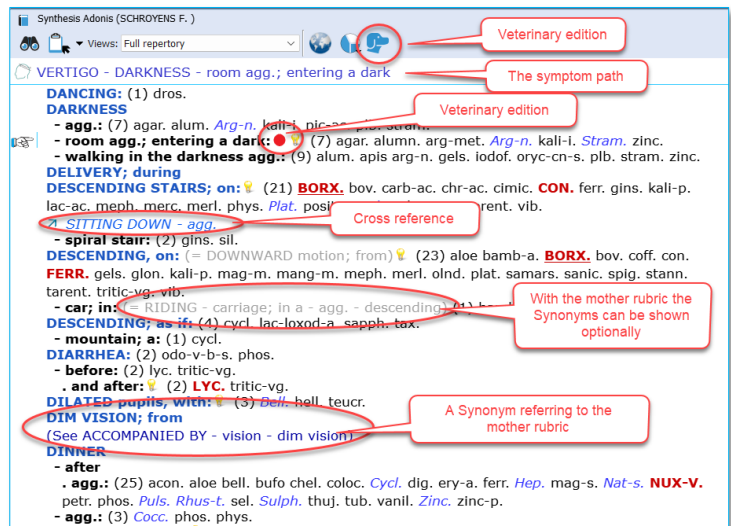 Synthesis Adonis (SCHROYENS F. )
Views: Full repertory
Veterinary edition
VERTIGO - DARKNESS - room agg.; entering a dark
The symptom path
DANCING: (1) dros.
DARKNESS
Veterinary edition
- agg.: (7) agar. alum. Arg-n. kali-i. pic-ac. plb. stram.
- room agg.; entering a dark: (7) agar. alumn. arg-met. Arg-n. kali-i. Stram. zinc.
- walking in the darkness agg.: (9) alum. apis arg-n. gels. iodof. oryc-cn-s. plb. stram. zinc.
DELIVERY; during
DESCENDING STAIRS; on: (21) BORX. bov. carb-ac. chr-ac. cimic. CON. ferr. gins. kali-p.
lac-ac. meph. merc. merl. phys. Plat. vib.
Cross reference
SITTING DOWN - agg.
- spiral stair: (2) gins. sil.
DESCENDING, on: (= DOWNWARD motion; from) (23) aloe bamb-a. BORX. bov. coff. con.
FERR. gels. glon. kali-p. mag-m. mang-m. meph. merl. olnd. plat. samars. sanic. spig. stann.
tarent. tritic-vg. vib.
- car; in: (= RIDING - carriage; in a - agg. - descending) (1)
With the mother rubric the
Synonyms can be shown
optionally
DESCENDING; as if: (4) cycl. lac-loxod-a. sapph. tax.
- mountain; a: (1) cycl.
DIARRHEA: (2) odo-v-b-s. phos.
- before: (2) lyc. tritic-vg.
. and after: (2) LYC. tritic-vg.
DILATED pupils, with: (3) Bell. hell. teucr.
A Synonym referring to the
mother rubric
DIM VISION; from
(See ACCOMPANIED BY - vision - dim vision)
DINNER
- after
. agg.: (25) acon. aloe bell. bufo chel. coloc. Cycl. dig. ery-a. ferr. Hep. mag-s. Nat-s. NUX-V.
petr. phos. Puls. Rhus-t. sel. Sulph. thuj. tub. vanil. Zinc. zinc-p.
- agg.: (3) Cocc. phos. phys.